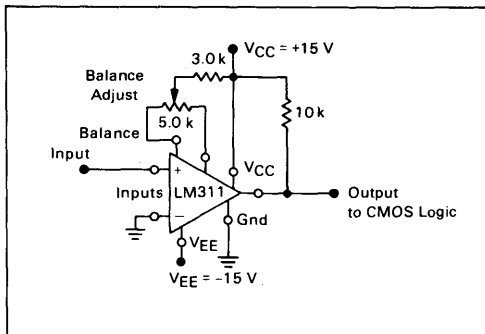 3.0 k
V_CC = +15 V
Balance
Adjust
10 k
5.0 k
Balance
Input
V_CC
+
Inputs
LM311
Output
to CMOS Logic
−
Gnd
V_EE
V_EE = −15 V